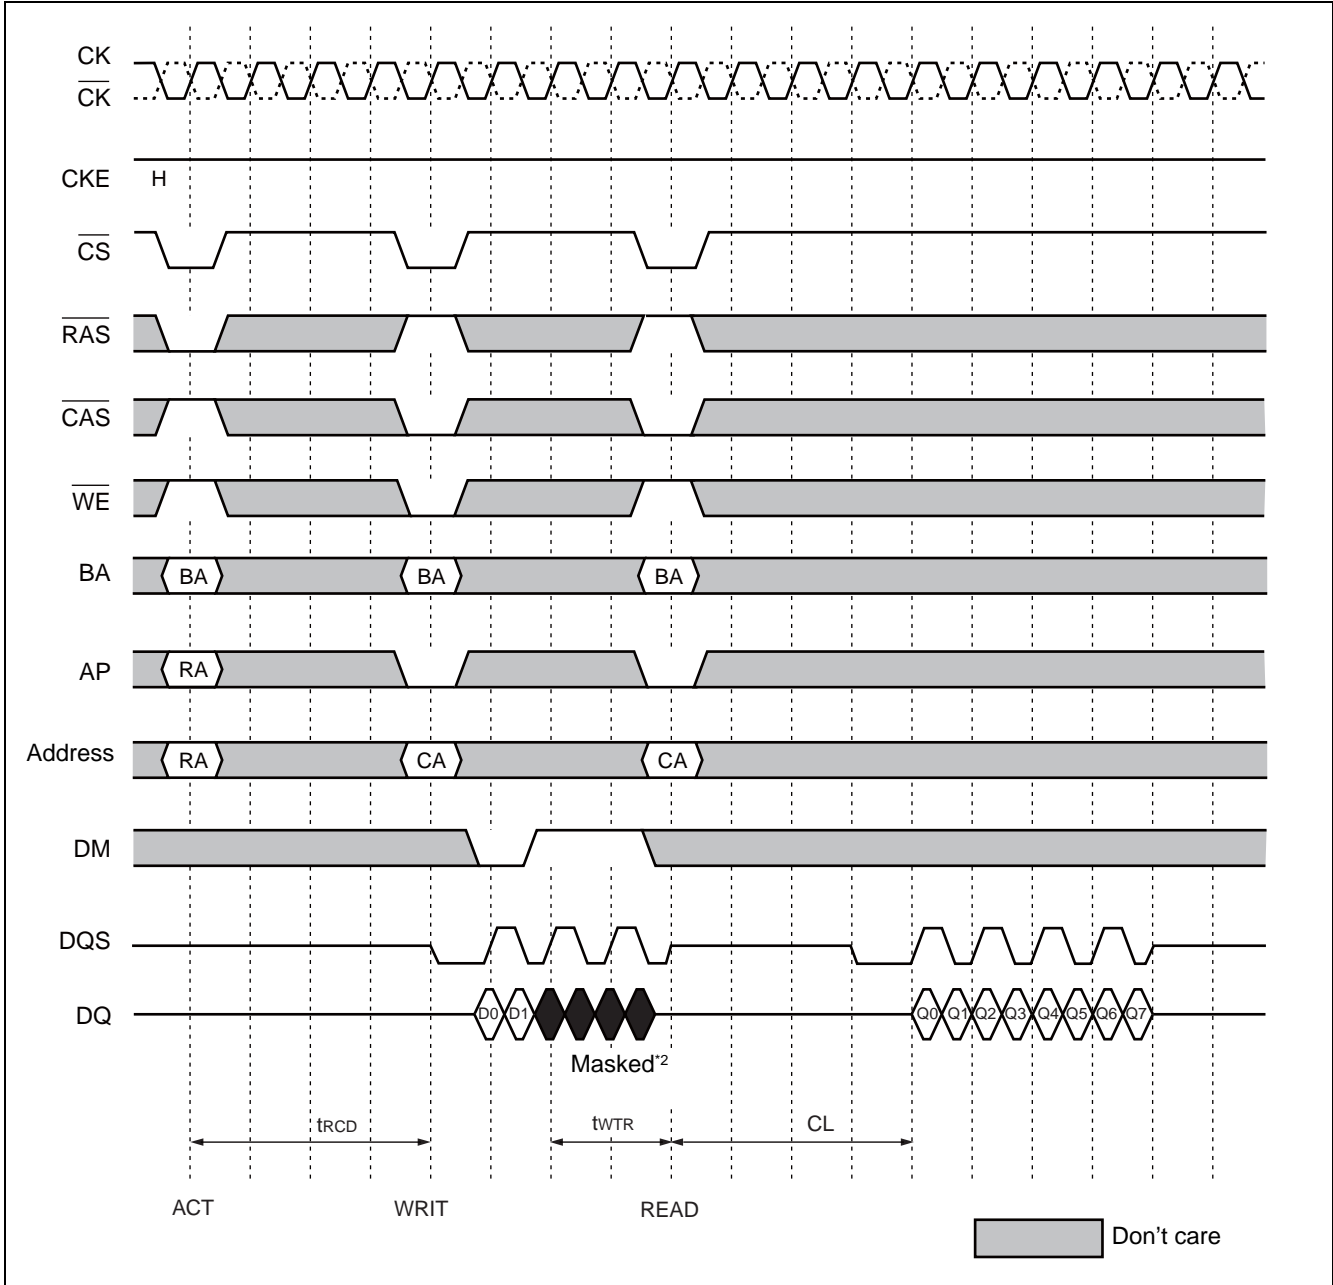 CK
CK
CKE
H
CS
RAS
CAS
WE
BA
BA
BA
BA
AP
RA
Address
RA
CA
CA
DM
DQS
DQ
D0
D1
Q0
Q1
Q2
Q3
Q4
Q5
Q6
Q7
Masked*2
tRCD
tWTR
CL
ACT
WRIT
READ
Don't care